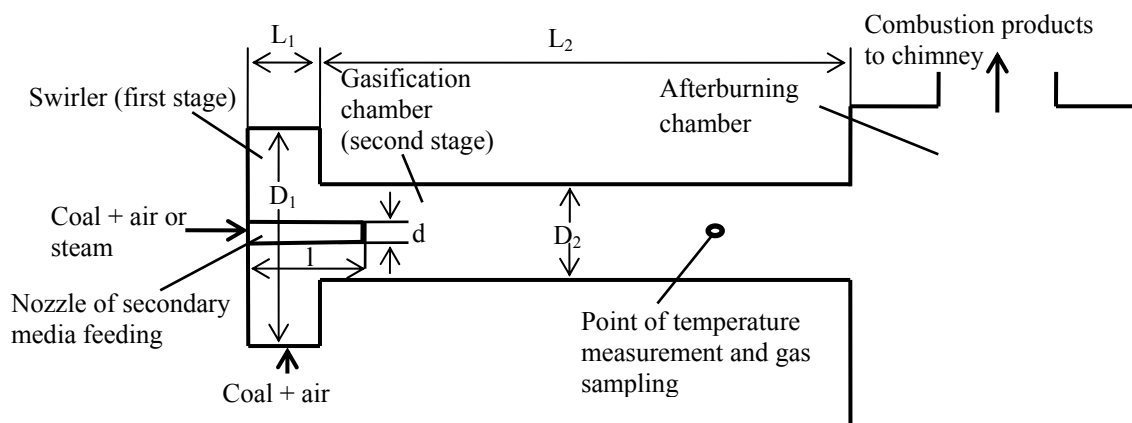 Combustion products
to chimney
L₁
L₂
Swirler (first stage)
Gasification
chamber
(second stage)
Afterburning
chamber
D₁
Coal + air or
steam
d
D₂
l
Nozzle of secondary
media feeding
Point of temperature
measurement and gas
sampling
Coal + air